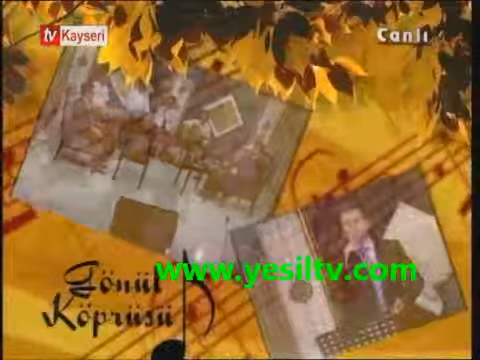 tv Kayseri
Canlı
www.yesiltv.com
Gönül
Köprüsü